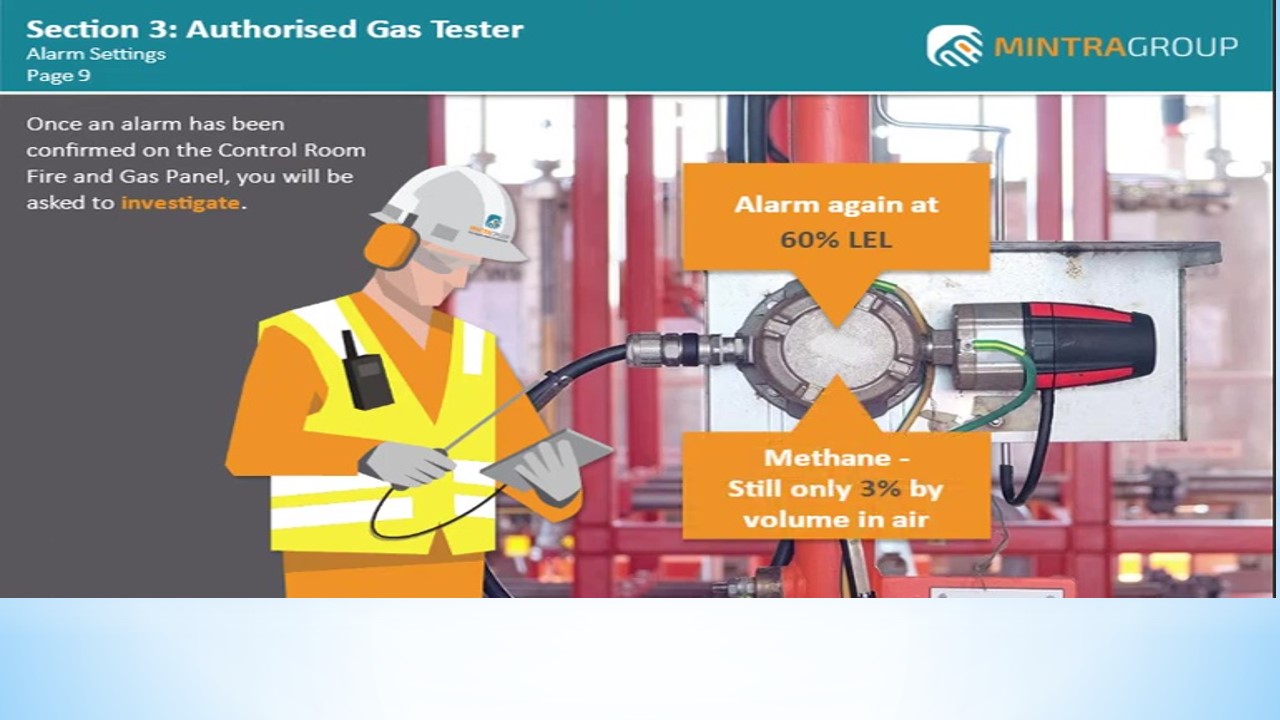 Section 3: Authorised Gas Tester
Alarm Settings
Page 9
MINTRAGROUP
Once an alarm has been
confirmed on the Control Room
Fire and Gas Panel, you will be
asked to investigate.
Alarm again at
60% LEL
Methane -
Still only 3% by
volume in air